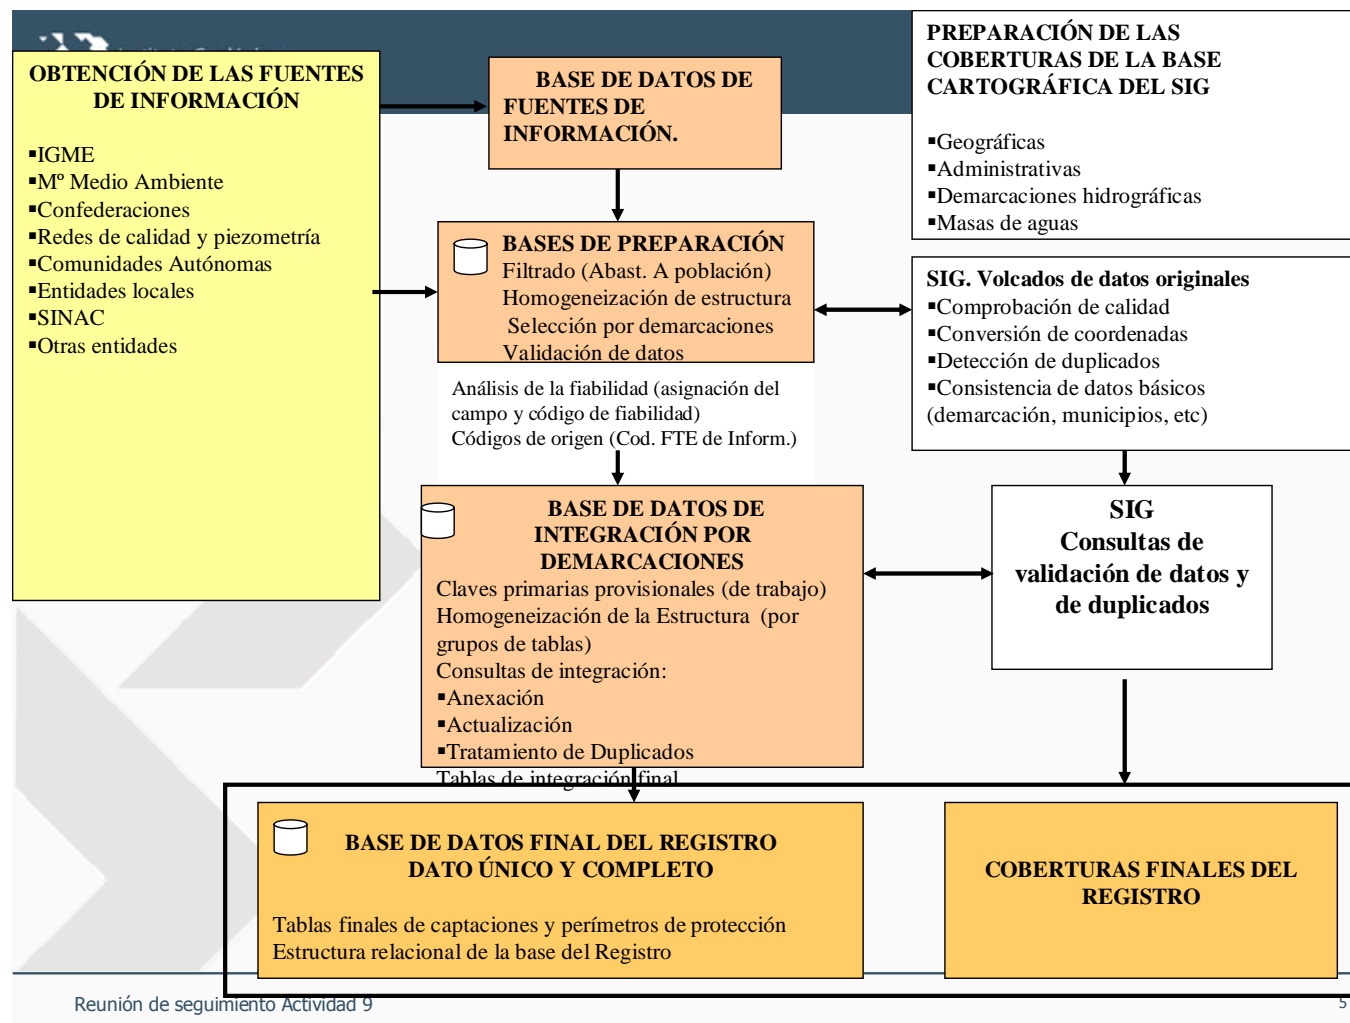 OBTENCIÓN DE LAS FUENTES
DE INFORMACIÓN
▪IGME
▪Mº Medio Ambiente
▪Confederaciones
▪Redes de calidad y piezometría
▪Comunidades Autónomas
▪Entidades locales
▪SINAC
▪Otras entidades
BASE DE DATOS DE
FUENTES DE
INFORMACIÓN.
PREPARACIÓN DE LAS
COBERTURAS DE LA BASE
CARTOGRÁFICA DEL SIG
▪Geográficas
▪Administrativas
▪Demarcaciones hidrográficas
▪Masas de aguas
BASES DE PREPARACIÓN
Filtrado (Abast. A población)
Homogeneización de estructura
Selección por demarcaciones
Validación de datos
Análisis de la fiabilidad (asignación del
campo y código de fiabilidad)
Códigos de origen (Cod. FTE de Inform.)
SIG. Volcados de datos originales
▪Comprobación de calidad
▪Conversión de coordenadas
▪Detección de duplicados
▪Consistencia de datos básicos
(demarcación, municipios, etc)
BASE DE DATOS DE
INTEGRACIÓN POR
DEMARCACIONES
Claves primarias provisionales (de trabajo)
Homogeneización de la Estructura (por
grupos de tablas)
Consultas de integración:
▪Anexación
▪Actualización
▪Tratamiento de Duplicados
Tablas de integración final
SIG
Consultas de
validación de datos y
de duplicados
BASE DE DATOS FINAL DEL REGISTRO
DATO ÚNICO Y COMPLETO
Tablas finales de captaciones y perímetros de protección
Estructura relacional de la base del Registro
COBERTURAS FINALES DEL
REGISTRO
Reunión de seguimiento Actividad 9
5